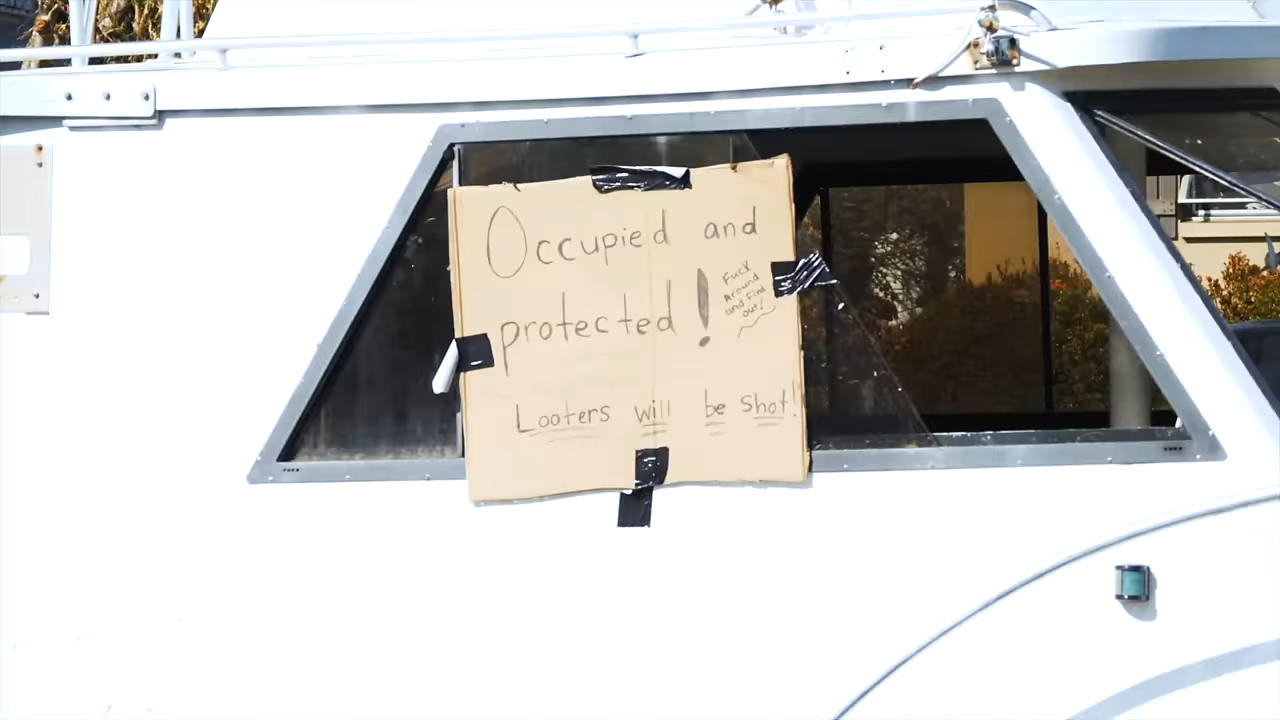 Occupied and
protected!
Fuck
Around
and Find
out!
Looters will be shot!